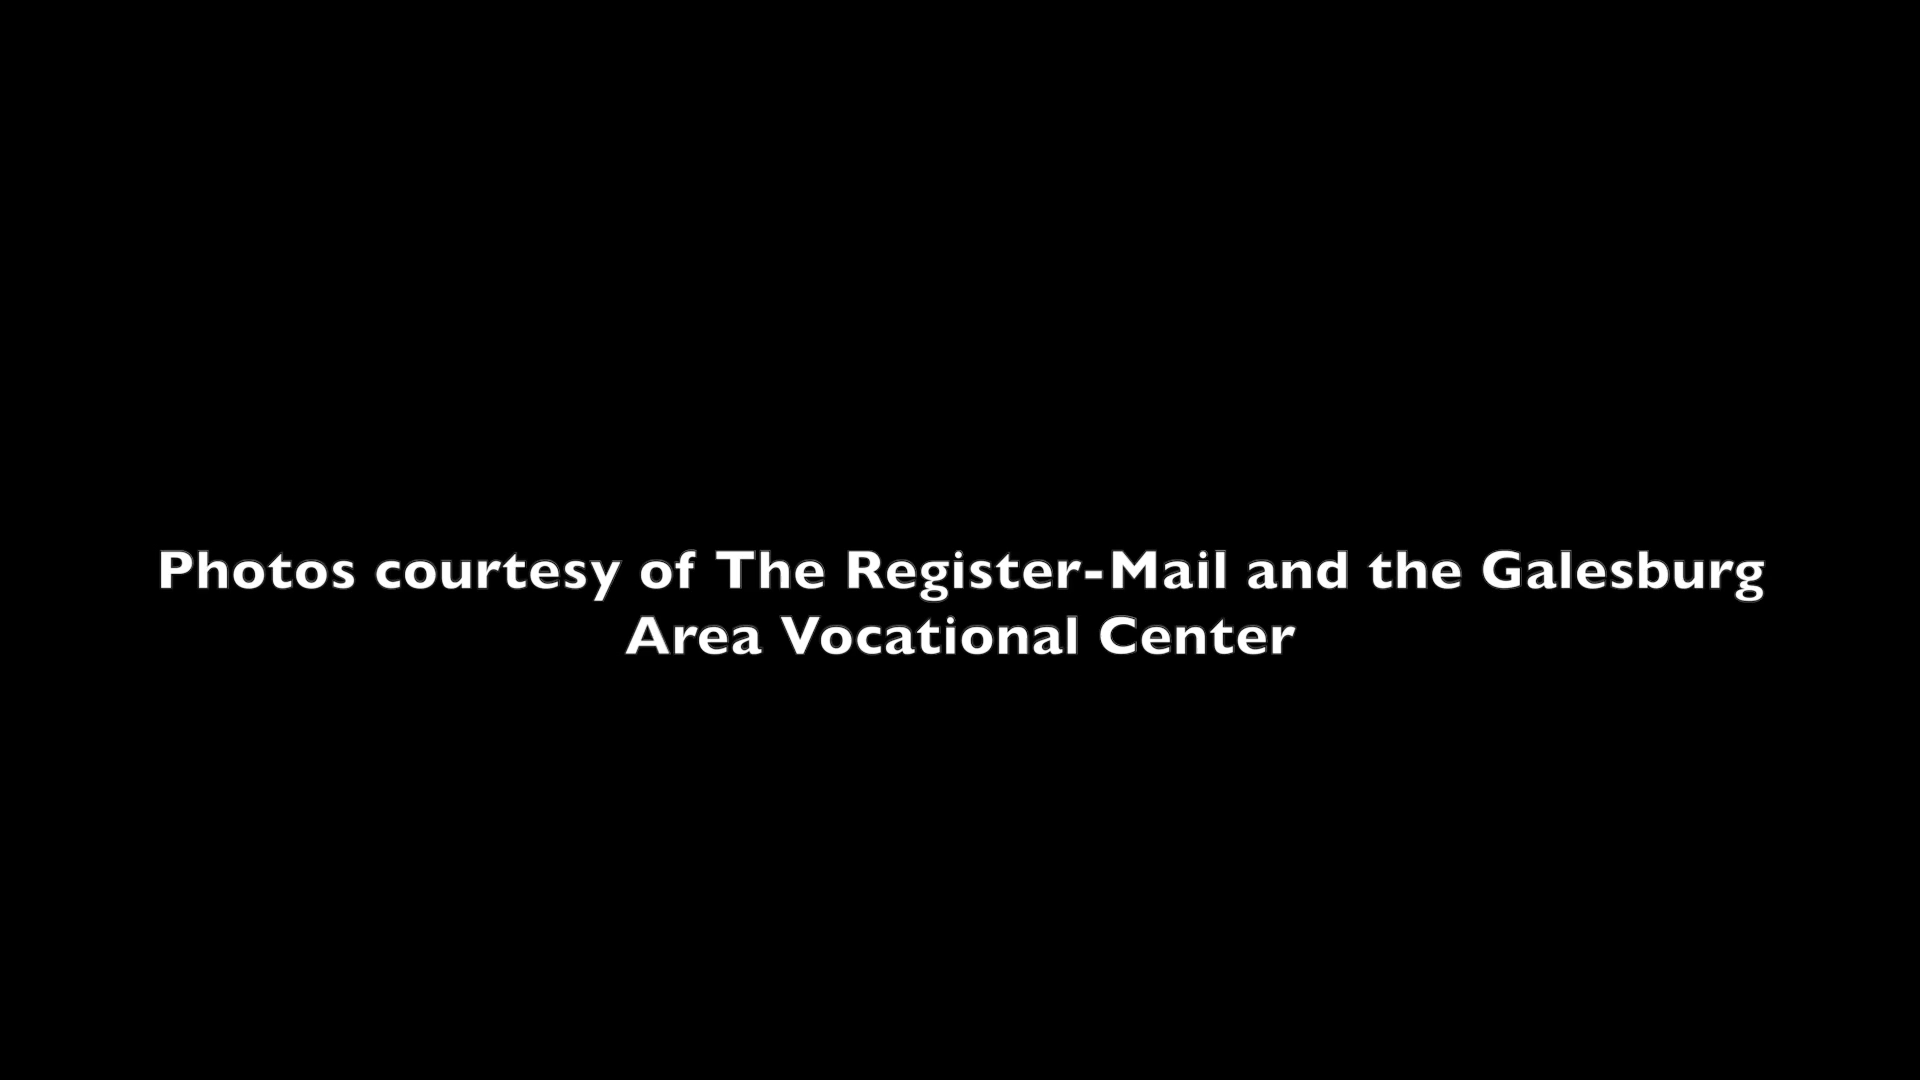 Photos courtesy of The Register-Mail and the Galesburg
Area Vocational Center